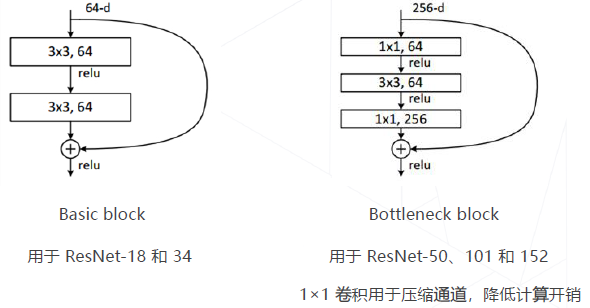 64-d
3x3, 64
relu
3x3, 64
relu
Basic block
用于 ResNet-18 和 34
256-d
1x1, 64
relu
3x3, 64
relu
1x1, 256
relu
Bottleneck block
用于 ResNet-50、101 和 152
1×1 卷积用于压缩通道，降低计算开销